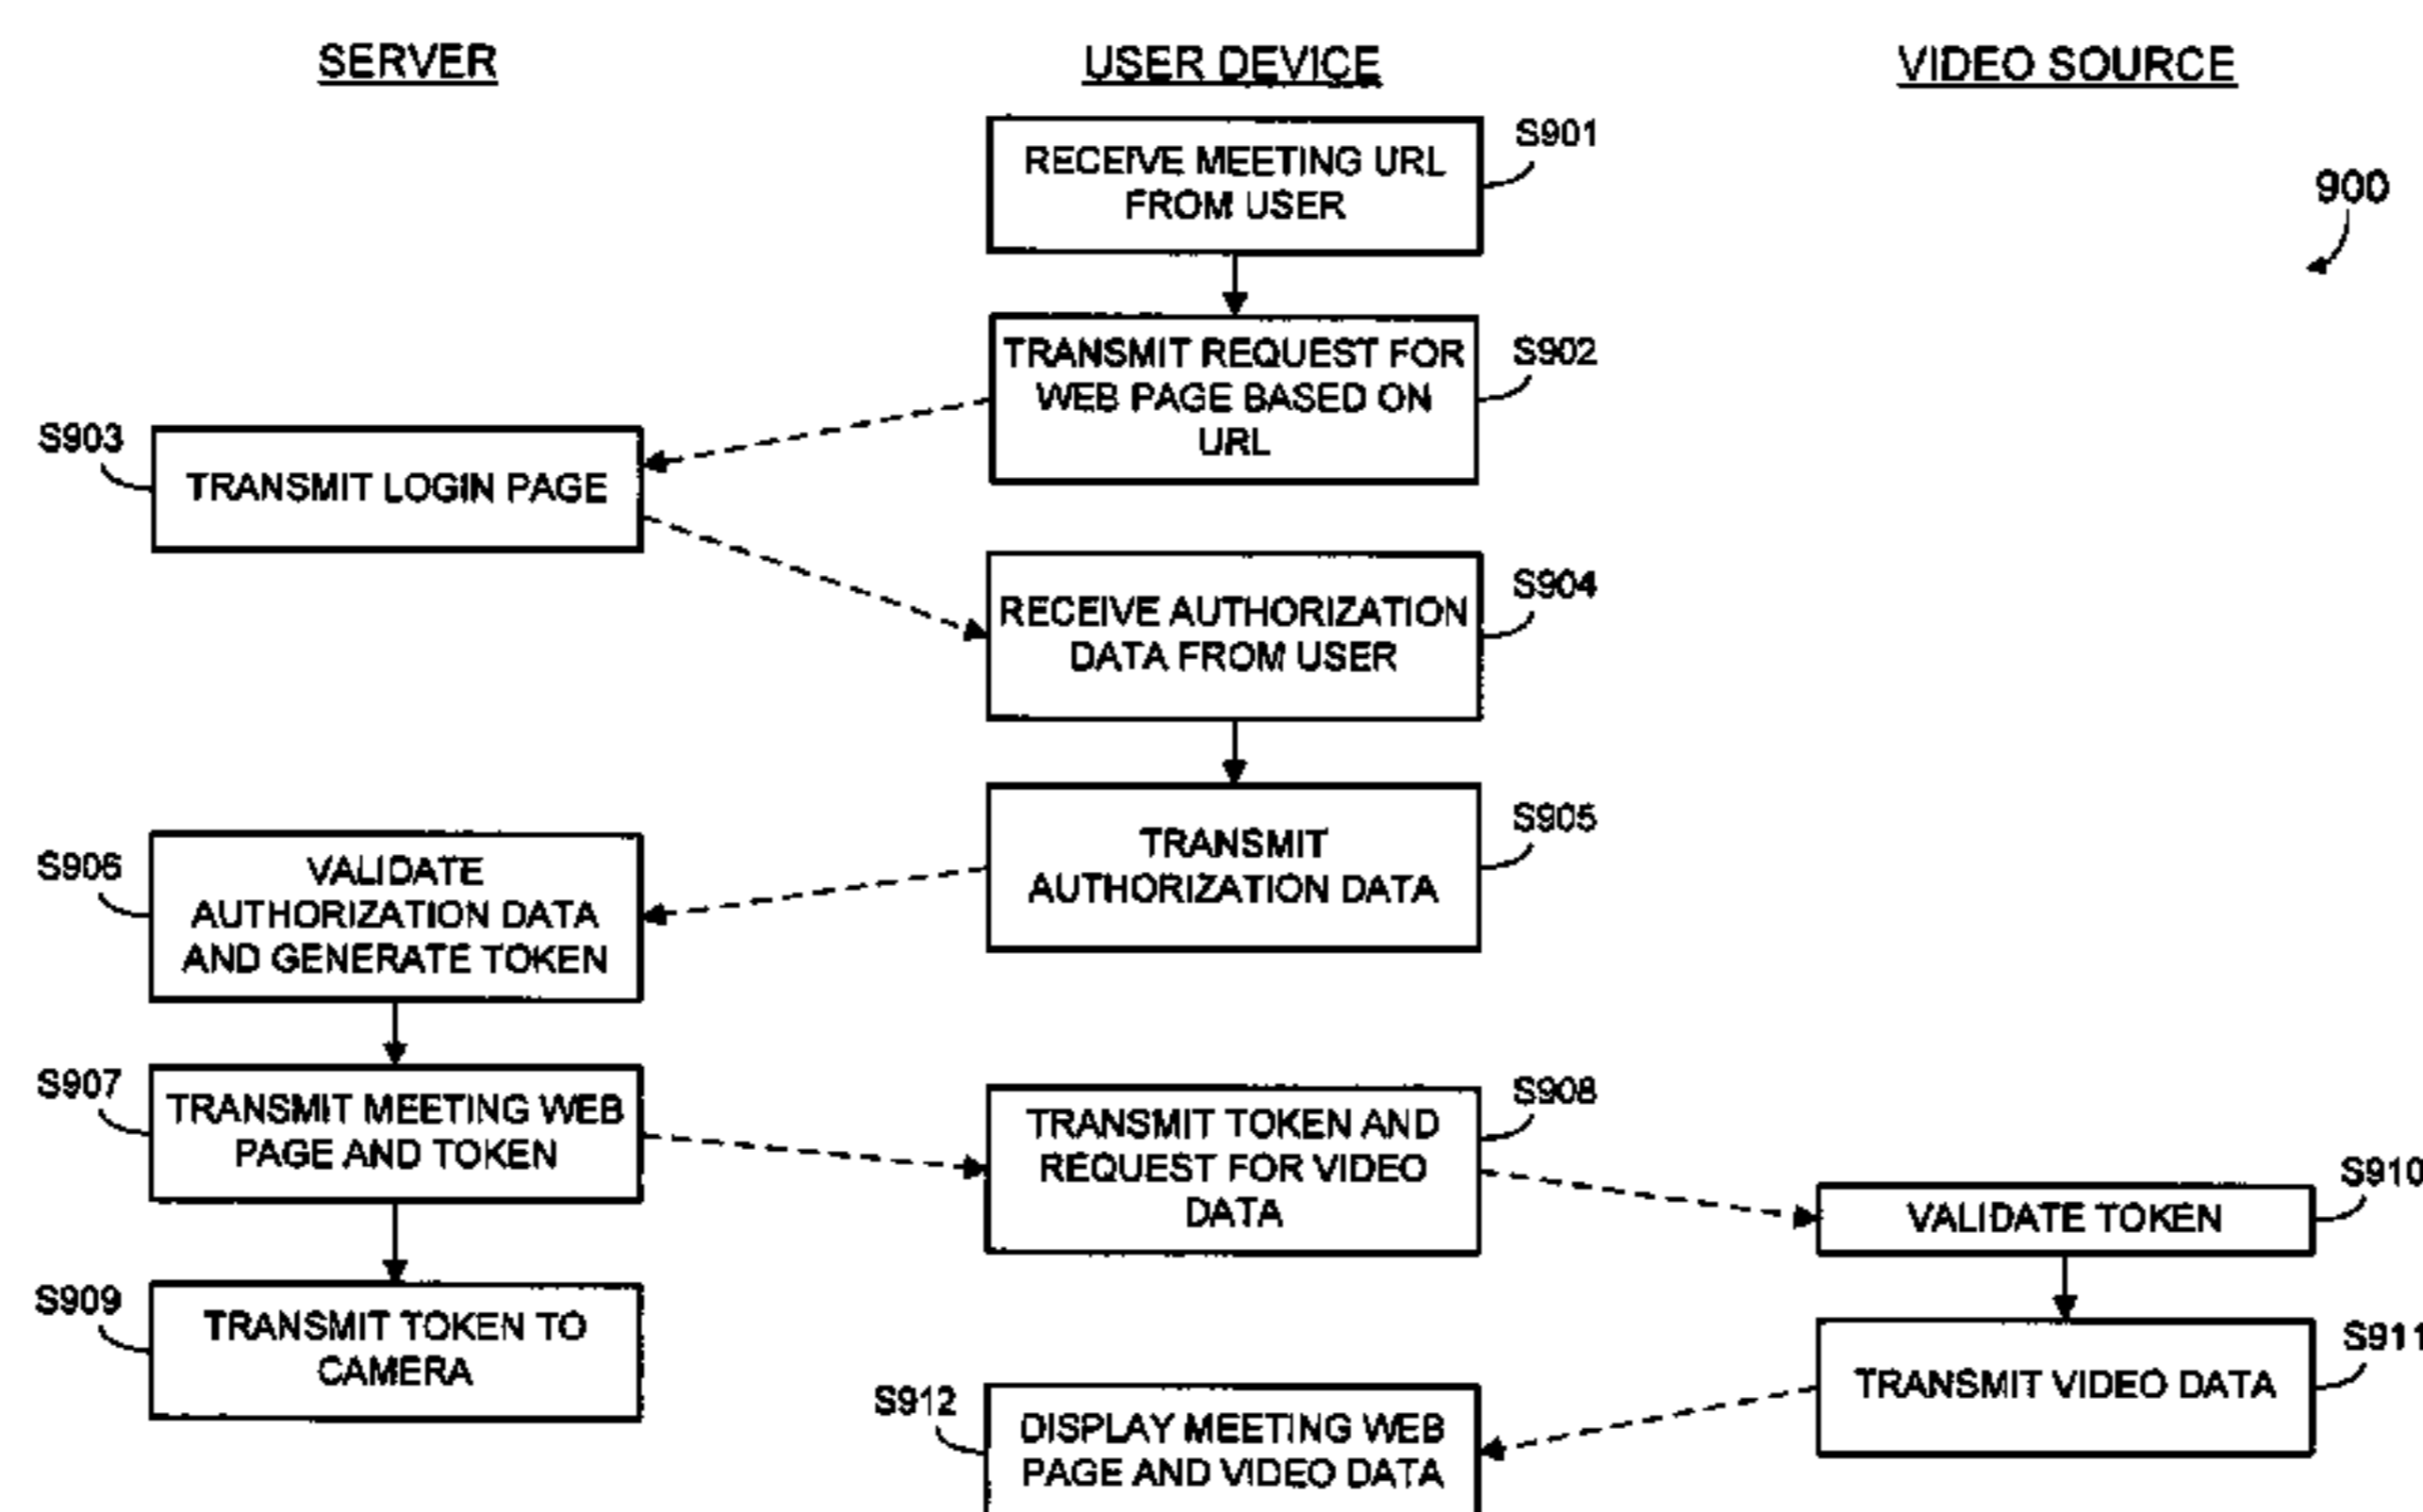 SERVER
USER DEVICE
VIDEO SOURCE
S901
RECEIVE MEETING URL
FROM USER
900
S902
TRANSMIT REQUEST FOR
WEB PAGE BASED ON
URL
S903
TRANSMIT LOGIN PAGE
S904
RECEIVE AUTHORIZATION
DATA FROM USER
S905
TRANSMIT
AUTHORIZATION DATA
S906
VALIDATE
AUTHORIZATION DATA
AND GENERATE TOKEN
S907
TRANSMIT MEETING WEB
PAGE AND TOKEN
S908
TRANSMIT TOKEN AND
REQUEST FOR VIDEO
DATA
S910
VALIDATE TOKEN
S909
TRANSMIT TOKEN TO
CAMERA
S911
TRANSMIT VIDEO DATA
S912
DISPLAY MEETING WEB
PAGE AND VIDEO DATA